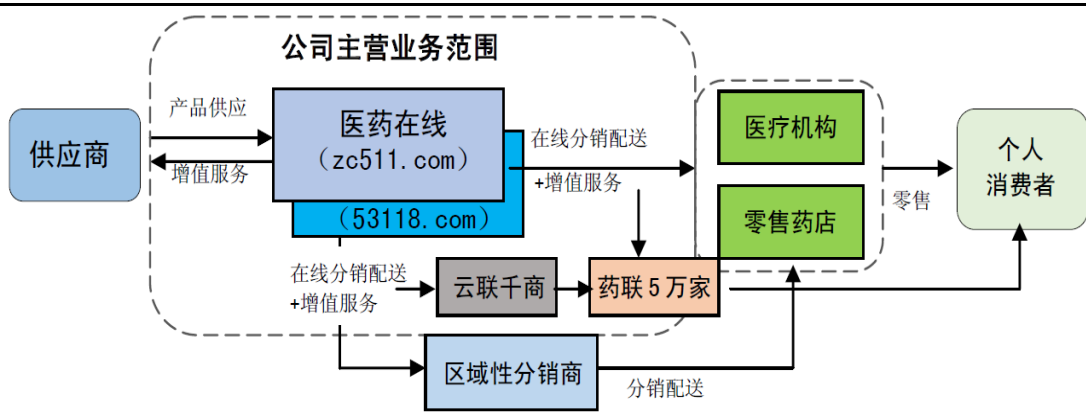 公司主营业务范围
供应商
产品供应
增值服务
医药在线
（zc511.com）
（53118.com）
在线分销配送
+增值服务
医疗机构
零售药店
零售
个人
消费者
在线分销配送
+增值服务
云联千商
药联5万家
区域性分销商
分销配送